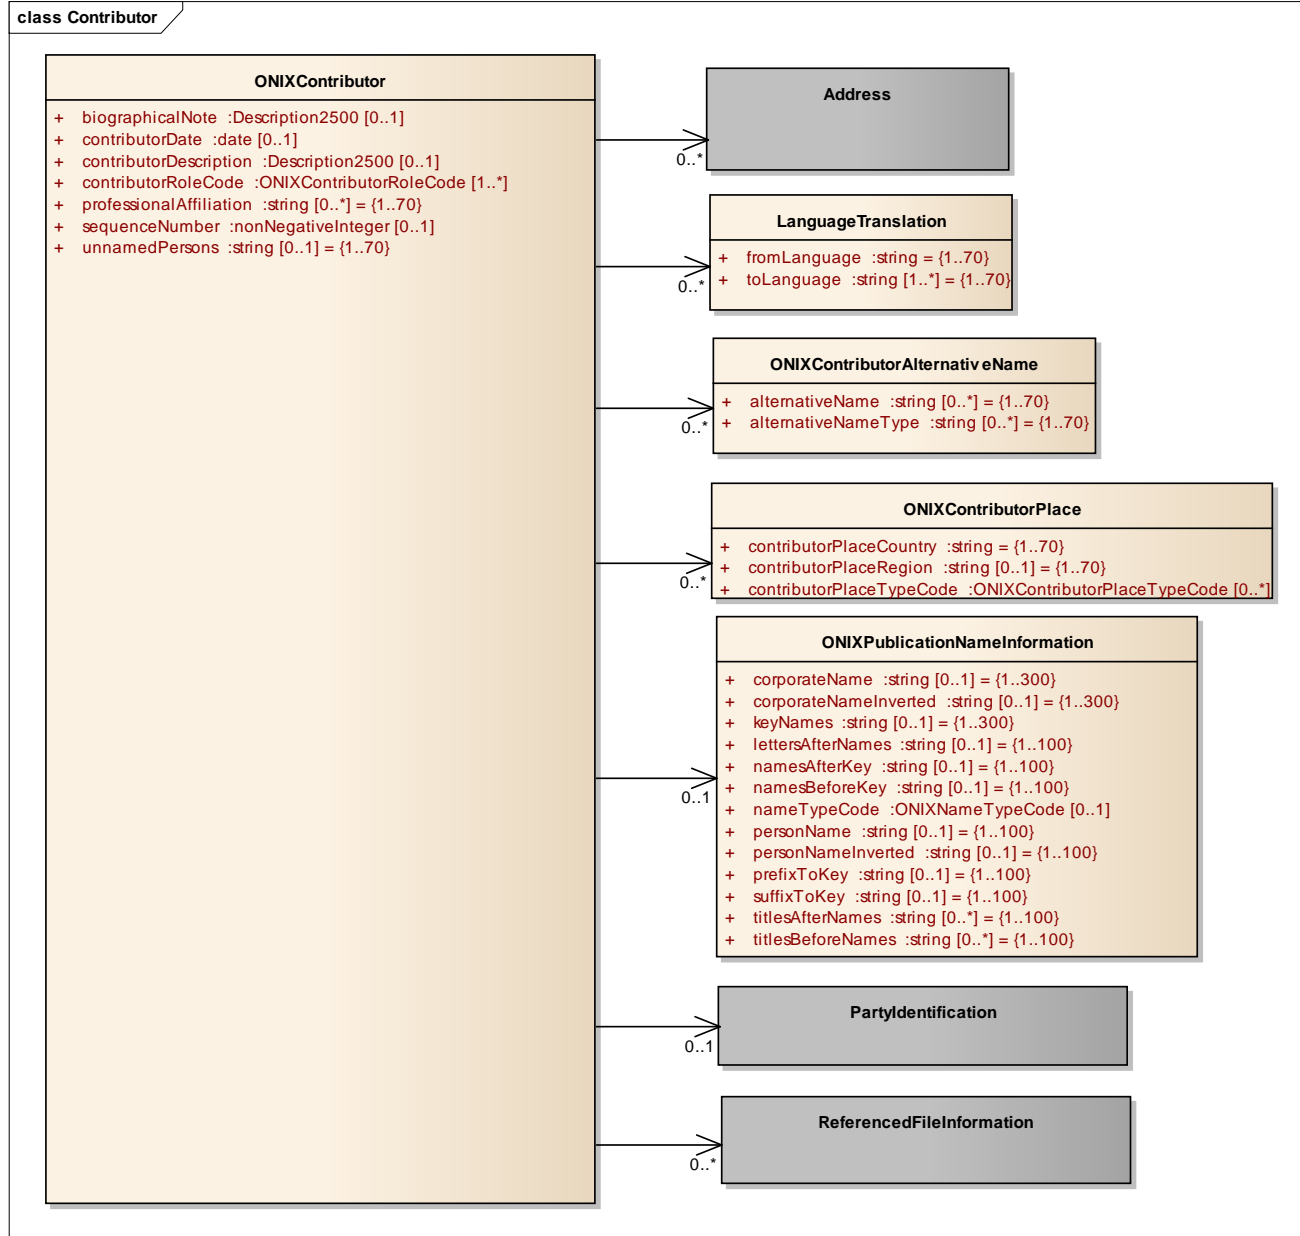 class Contributor
ONIXContributor
+ biographicalNote :Description2500 [0..1]
+ contributorDate :date [0..1]
+ contributorDescription :Description2500 [0..1]
+ contributorRoleCode :ONIXContributorRoleCode [1..*]
+ professionalAffiliation :string [0..*] = {1..70}
+ sequenceNumber :nonNegativeInteger [0..1]
+ unnamedPersons :string [0..1] = {1..70}
Address
0..*
LanguageTranslation
+ fromLanguage :string = {1..70}
+ toLanguage :string [1..*] = {1..70}
0..*
ONIXContributorAlternativeName
+ alternativeName :string [0..*] = {1..70}
+ alternativeNameType :string [0..*] = {1..70}
0..*
ONIXContributorPlace
+ contributorPlaceCountry :string = {1..70}
+ contributorPlaceRegion :string [0..1] = {1..70}
+ contributorPlaceTypeCode :ONIXContributorPlaceTypeCode [0..*]
0..*
ONIXPublicationNameInformation
+ corporateName :string [0..1] = {1..300}
+ corporateNameInverted :string [0..1] = {1..300}
+ keyNames :string [0..1] = {1..300}
+ lettersAfterNames :string [0..1] = {1..100}
+ namesAfterKey :string [0..1] = {1..100}
+ namesBeforeKey :string [0..1] = {1..100}
+ nameTypeCode :ONIXNameTypeCode [0..1]
+ personName :string [0..1] = {1..100}
+ personNameInverted :string [0..1] = {1..100}
+ prefixToKey :string [0..1] = {1..100}
+ suffixToKey :string [0..1] = {1..100}
+ titlesAfterNames :string [0..*] = {1..100}
+ titlesBeforeNames :string [0..*] = {1..100}
0..1
PartyIdentification
0..1
ReferencedFileInformation
0..*